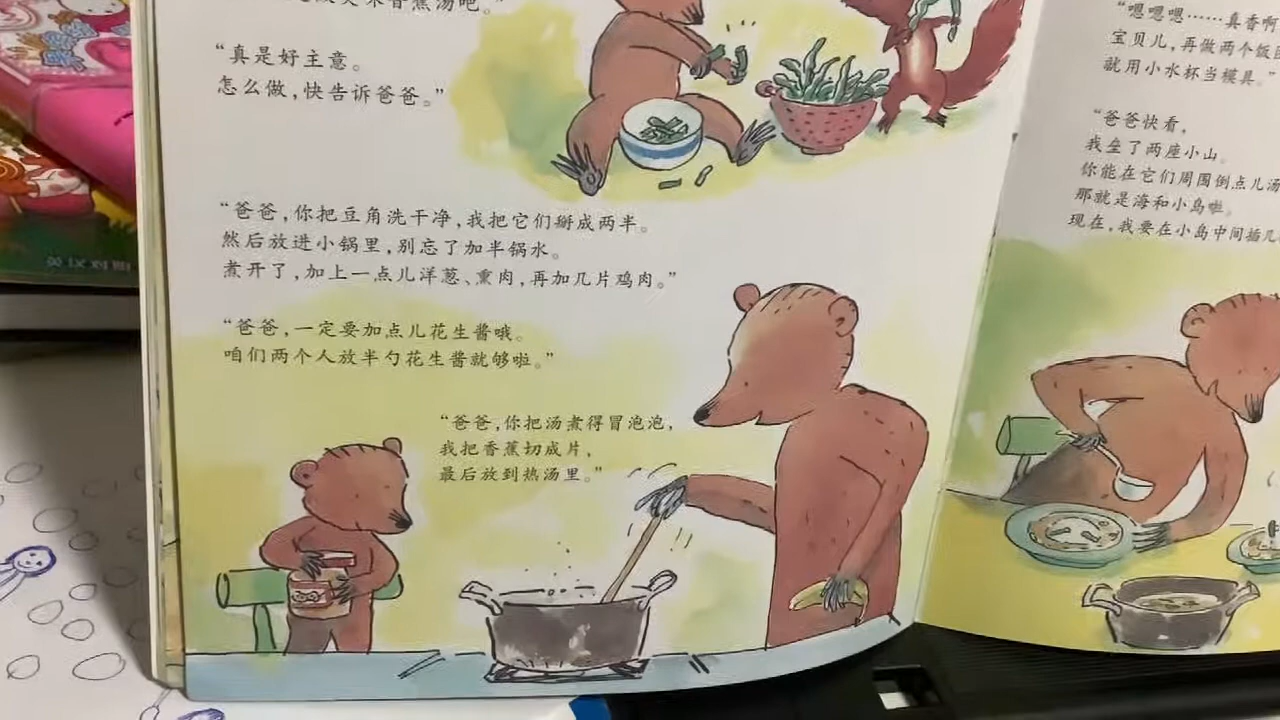 香蕉汤吧。”
“真是好主意。
怎么做，快告诉爸爸。”
“爸爸，你把豆角洗干净，我把它们掰成两半。
然后放进小锅里，别忘了加半锅水。
煮开了，加上一点儿洋葱、熏肉，再加几片鸡肉。”
“爸爸，一定要加点儿花生酱哦。
咱们两个人放半勺花生酱就够啦。”
“爸爸，你把汤煮得冒泡泡，
我把香蕉切成片，
最后放到热汤里。”
“嗯嗯嗯……真香啊
宝贝儿，再做两个饭团
就用小水杯当模具。”
“爸爸快看，
我垒了两座小山。
你能在它们周围倒点儿汤
那就是海和小岛啦。
现在，我要在小岛中间插几